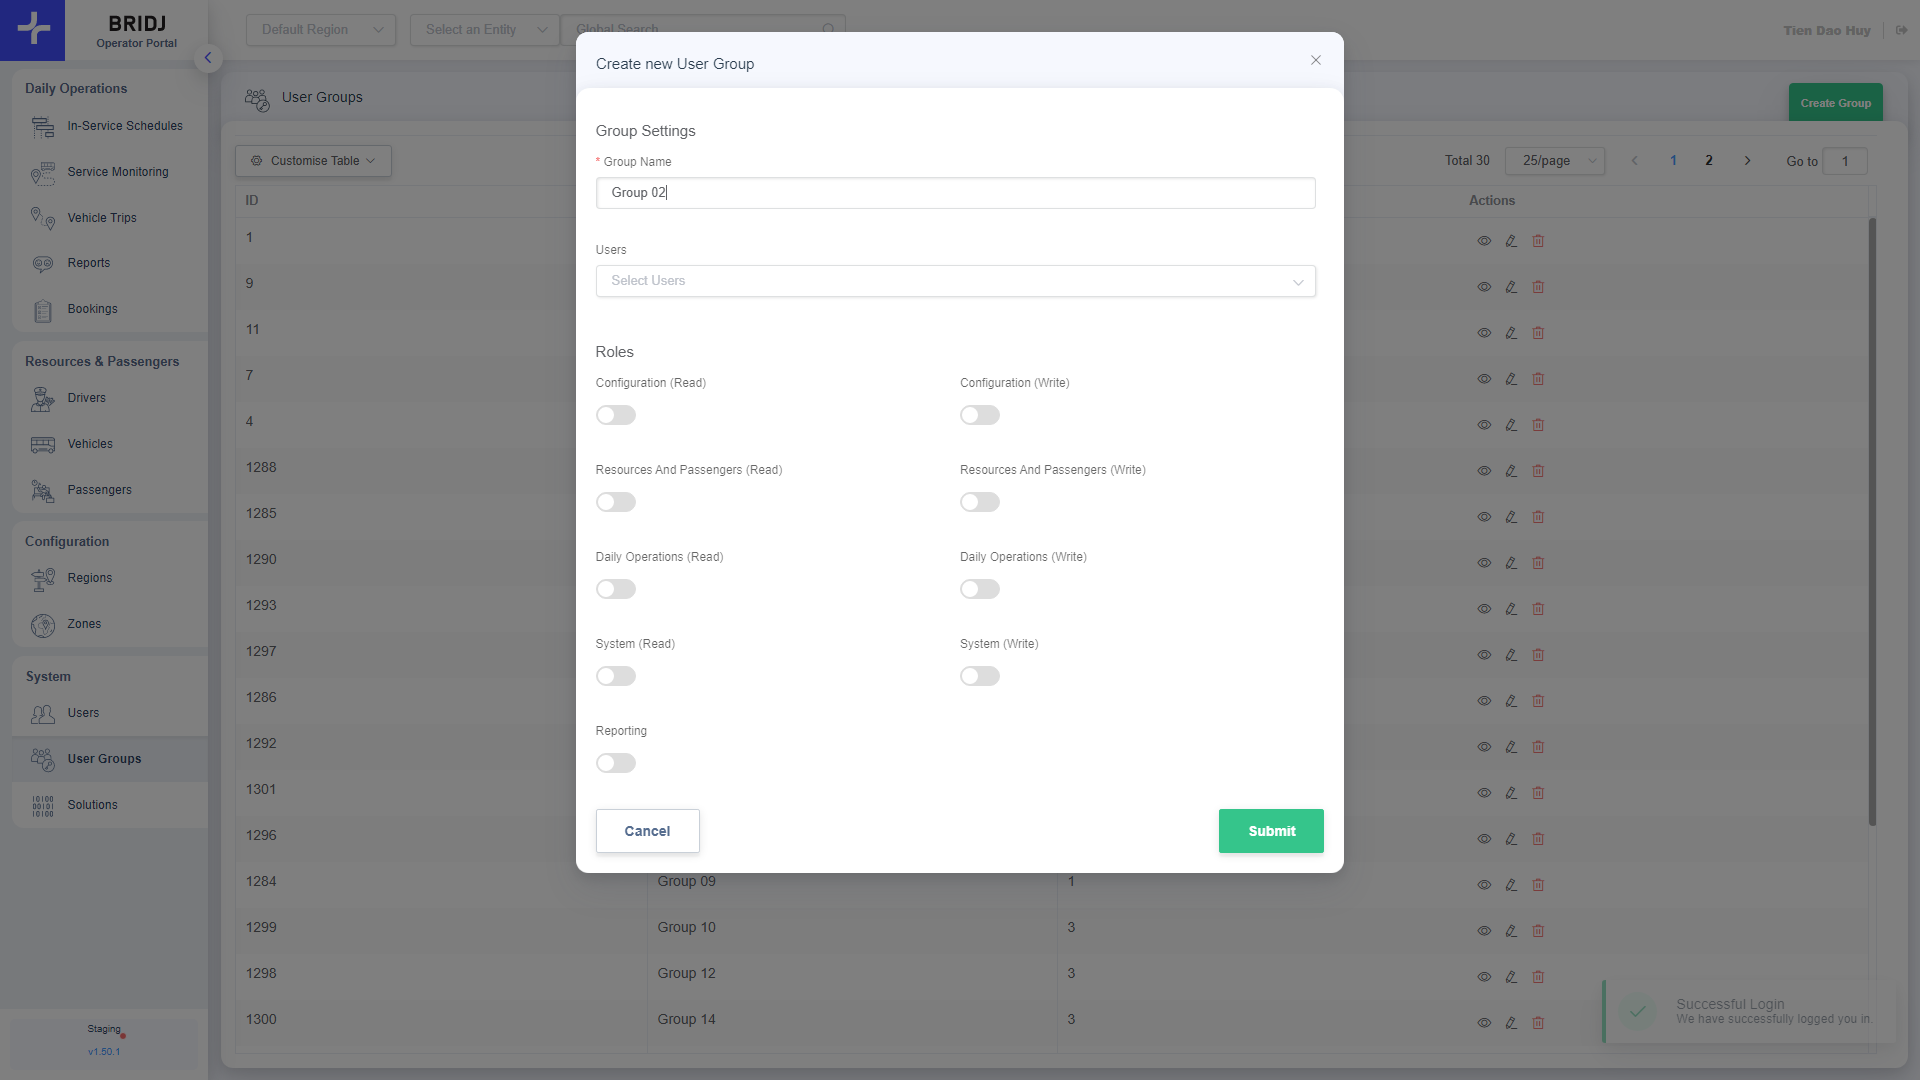 BRIDJ
Operator Portal
Default Region
Select an Entity
Global Search
Tien Dao Huy
Daily Operations
In-Service Schedules
Service Monitoring
Vehicle Trips
Reports
Bookings
Resources & Passengers
Drivers
Vehicles
Passengers
Configuration
Regions
Zones
System
Users
User Groups
Solutions
Staging
v1.50.1
User Groups
Create Group
Customise Table
Total 30
25/page
1
2
Go to
1
ID
Actions
1
9
11
7
4
1288
1285
1290
1293
1297
1286
1292
1301
1296
1284 Group 09 1
1299 Group 10 3
1298 Group 12 3
1300 Group 14 3
Create new User Group
Group Settings
* Group Name
Group 02
Users
Select Users
Roles
Configuration (Read)
Configuration (Write)
Resources And Passengers (Read)
Resources And Passengers (Write)
Daily Operations (Read)
Daily Operations (Write)
System (Read)
System (Write)
Reporting
Cancel
Submit
Successful Login
We have successfully logged you in.